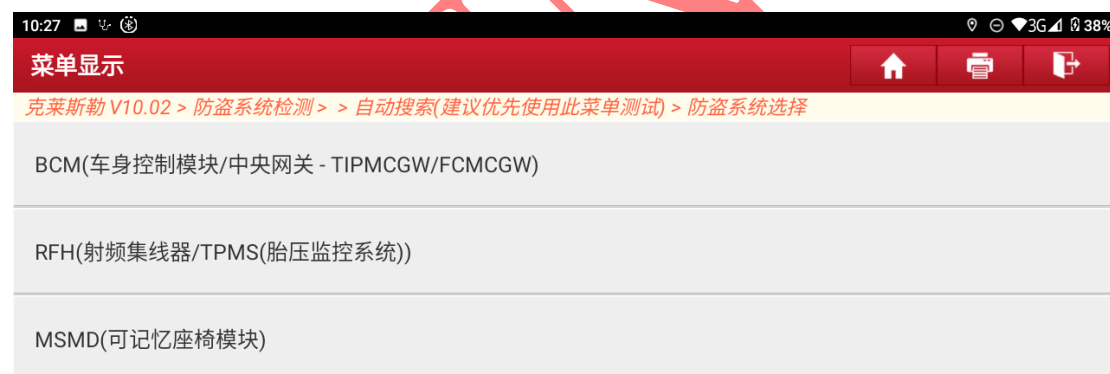 10:27 3G 38%
菜单显示
克莱斯勒 V10.02 > 防盗系统检测 > > 自动搜索(建议优先使用此菜单测试) > 防盗系统选择
BCM(车身控制模块/中央网关 - TIPMCGW/FCMCGW)
RFH(射频集线器/TPMS(胎压监控系统))
MSMD(可记忆座椅模块)